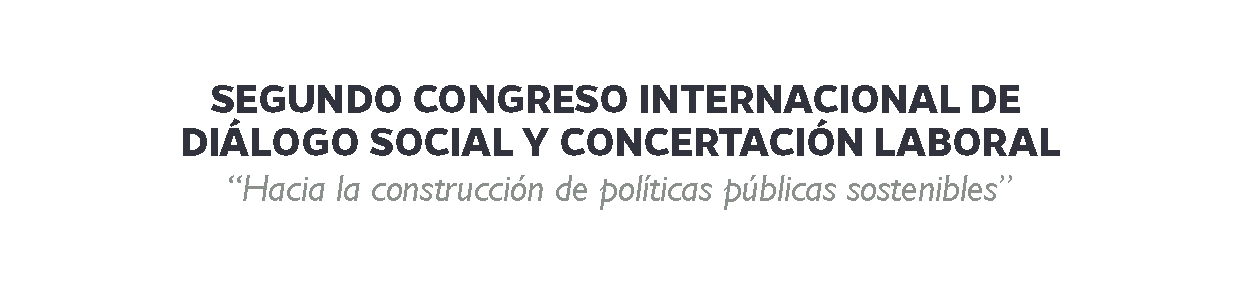 SEGUNDO CONGRESO INTERNACIONAL DE
DIÁLOGO SOCIAL Y CONCERTACIÓN LABORAL
“Hacia la construcción de políticas públicas sostenibles”